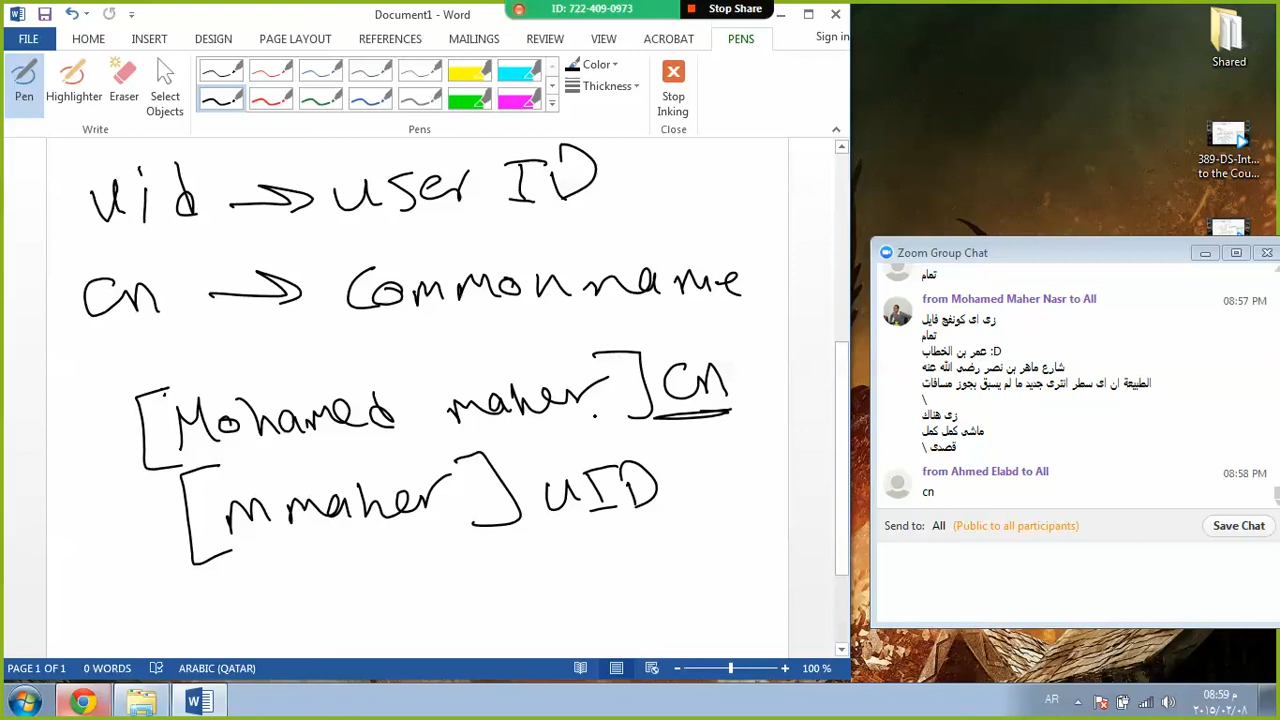 Document1 - Word
ID: 722-409-0973
Stop Share
FILE HOME INSERT DESIGN PAGE LAYOUT REFERENCES MAILINGS REVIEW VIEW ACROBAT PENS Sign in
Pen Highlighter Eraser Select Objects
Color
Thickness
Stop Inking
Write Pens Close
uid → user ID
cn → Common name
[Mohamed maher.] cn
[mmaher] UID
PAGE 1 OF 1 0 WORDS ARABIC (QATAR) 100 %
Shared
389-DS-Int...
to the Cour...
Zoom Group Chat
تمام
from Mohamed Maher Nasr to All 08:57 PM
زى اى كونفج فايل
تمام
عمر بن الخطاب :D
شارع ماهر بن نصر رضى الله عنه
الطبيعة ان اى سطر انترى جديد ما لم يسبق بجوز مسافات
\
زى هناك
ماشى كمل كمل
قصدى \
from Ahmed Elabd to All 08:58 PM
cn
Send to: All (Public to all participants) Save Chat
AR
08:59 م
٢٠١٥/٠٢/٠٨